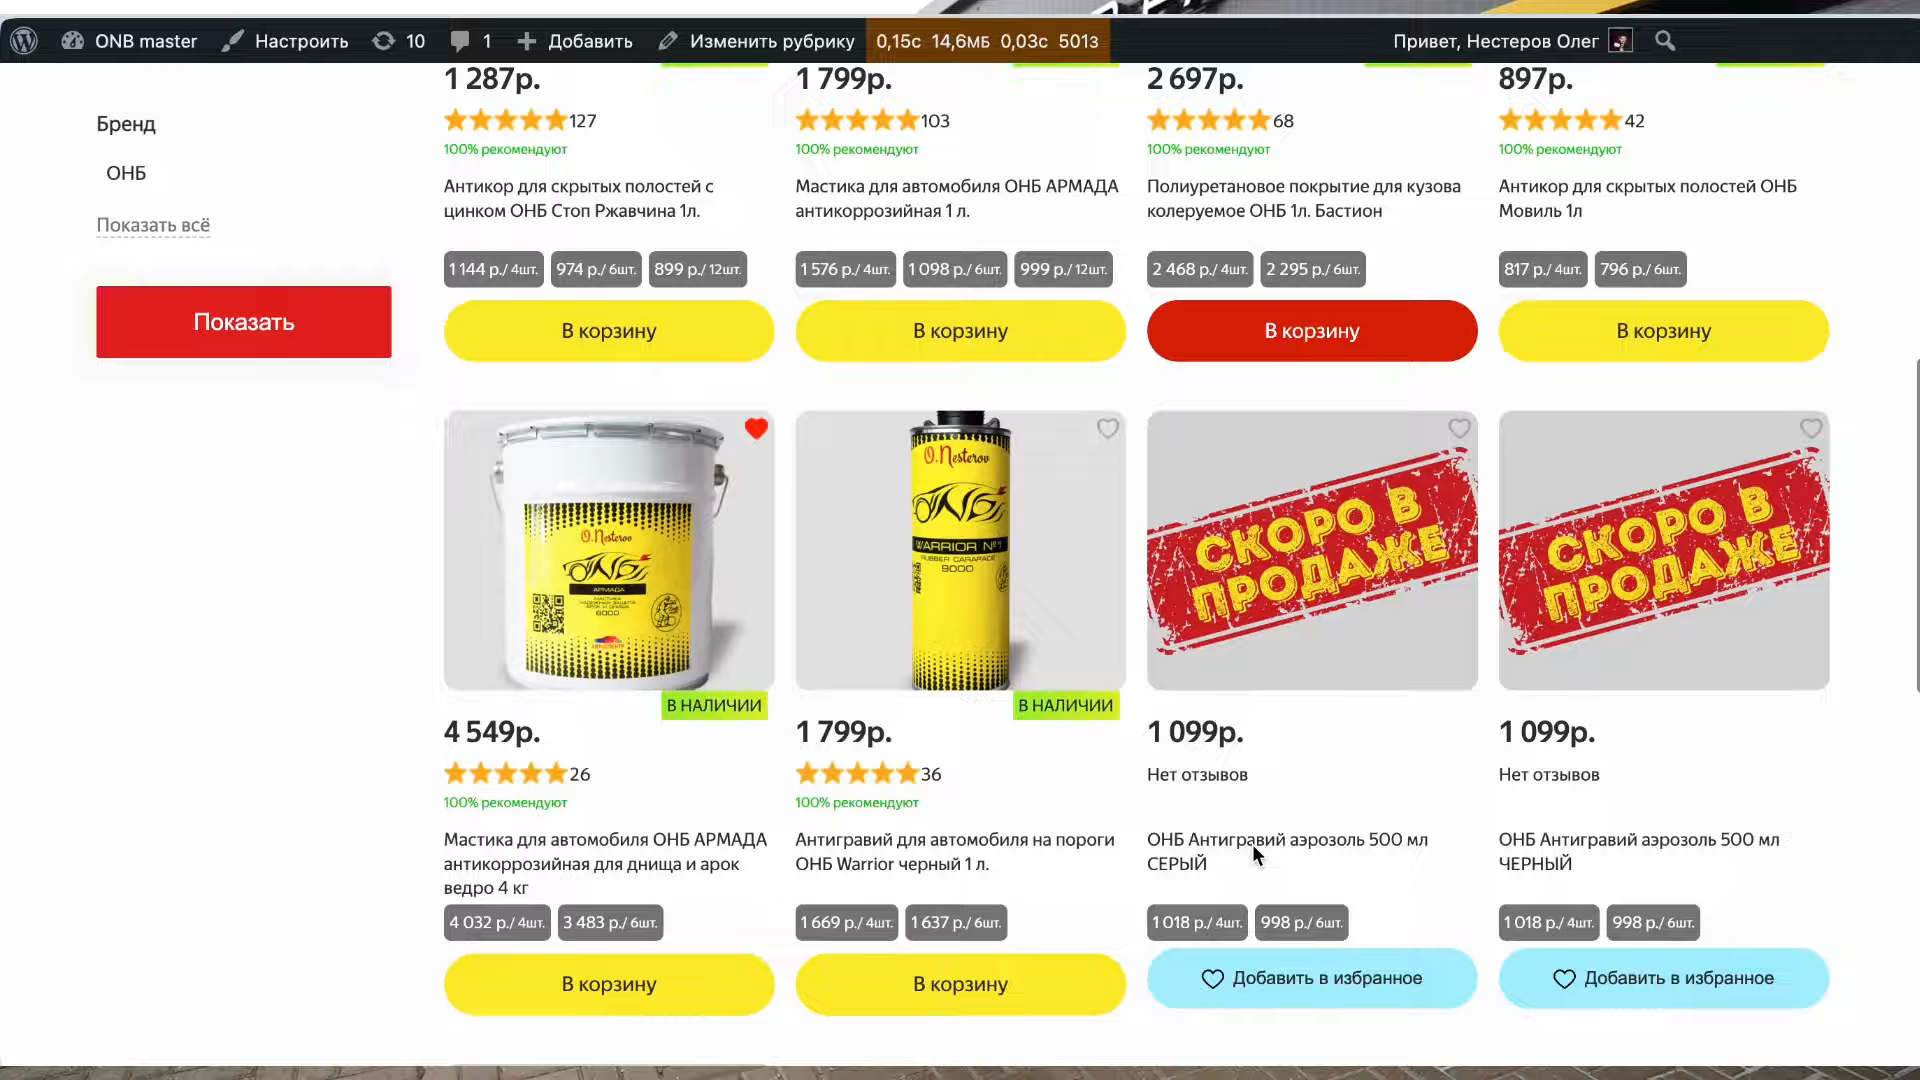 ONB master
Настроить
10
1
Добавить
Изменить рубрику
0,15с 14,6МБ 0,03с 501з
Привет, Нестеров Олег
Бренд
ОНБ
Показать всё
Показать
1 287р.
127
100% рекомендуют
Антикор для скрытых полостей с
цинком ОНБ Стоп Ржавчина 1л.
1 144 р./ 4шт.
974 р./ 6шт.
899 р./ 12шт.
В корзину
1 799р.
103
100% рекомендуют
Мастика для автомобиля ОНБ АРМАДА
антикоррозийная 1 л.
1 576 р./ 4шт.
1 098 р./ 6шт.
999 р./ 12шт.
В корзину
2 697р.
68
100% рекомендуют
Полиуретановое покрытие для кузова
колеруемое ОНБ 1л. Бастион
2 468 р./ 4шт.
2 295 р./ 6шт.
В корзину
897р.
42
100% рекомендуют
Антикор для скрытых полостей ОНБ
Мовиль 1л
817 р./ 4шт.
796 р./ 6шт.
В корзину
O.Nesterov
АРМАДА
МАСТИКА
6000
В НАЛИЧИИ
4 549р.
26
100% рекомендуют
Мастика для автомобиля ОНБ АРМАДА
антикоррозийная для днища и арок
ведро 4 кг
4 032 р./ 4шт.
3 483 р./ 6шт.
В корзину
O.Nesterov
WARRIOR №1
RUBBER CARAPACE
9000
В НАЛИЧИИ
1 799р.
36
100% рекомендуют
Антигравий для автомобиля на пороги
ОНБ Warrior черный 1 л.
1 669 р./ 4шт.
1 637 р./ 6шт.
В корзину
СКОРО В
ПРОДАЖЕ
1 099р.
Нет отзывов
ОНБ Антигравий аэрозоль 500 мл
СЕРЫЙ
1 018 р./ 4шт.
998 р./ 6шт.
Добавить в избранное
СКОРО В
ПРОДАЖЕ
1 099р.
Нет отзывов
ОНБ Антигравий аэрозоль 500 мл
ЧЕРНЫЙ
1 018 р./ 4шт.
998 р./ 6шт.
Добавить в избранное